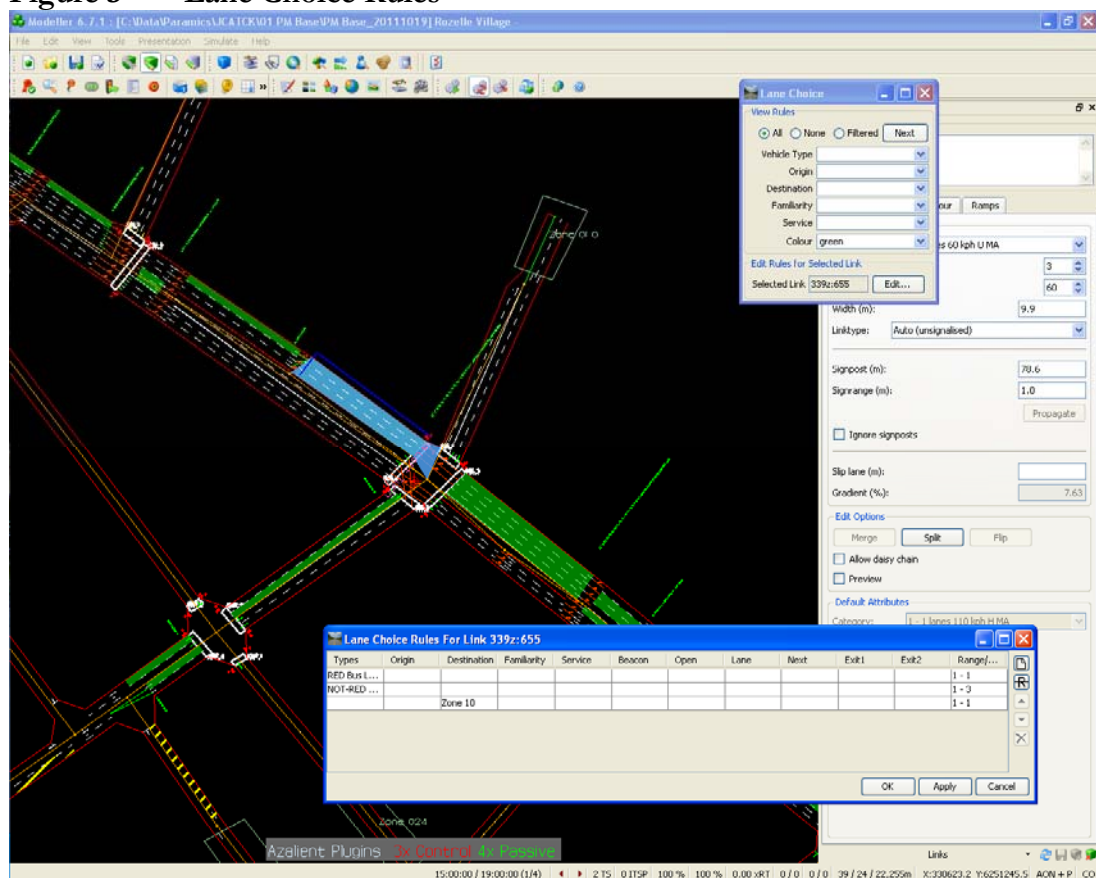 Modeller 6.7.1 : [C:\Data\Paramics\JCATCK\01 PM Base\PM Base_20111019] Rozelle Village -
File Edit View Tools Presentation Simulate Help
Lane Choice
View Rules
All None Filtered Next
Vehicle Type
Origin
Destination
Familiarity
Service
Colour green
Edit Rules for Selected Link
Selected Link 339z:655 Edit...
our Ramps
es 60 kph U MA
3
60
Width (m): 9.9
Linktype: Auto (unsignalised)
Signpost (m): 78.6
Signrange (m): 1.0
Propagate
Ignore signposts
Slip lane (m):
Gradient (%): 7.63
Edit Options
Merge Split Flip
Allow daisy chain
Preview
Default Attributes
Category: 1 - 1 lanes 110 kph H MA
Lane Choice Rules For Link 339z:655
Types Origin Destination Familiarity Service Beacon Open Lane Next Exit1 Exit2 Range/...
RED Bus L... 1 - 1
NOT-RED ... 1 - 3
Zone 10 1 - 1
OK Apply Cancel
Zone 024
Azalient Plugins 3x Control 4x Passive
Links
15:00:00 / 19:00:00 (1/4) 2 TS 0 ITSP 100 % 100 % 0.00 xRT 0 / 0 0 / 0 39 / 24 / 22.255m X:330623.2 Y:6251245.5 AON + P CO